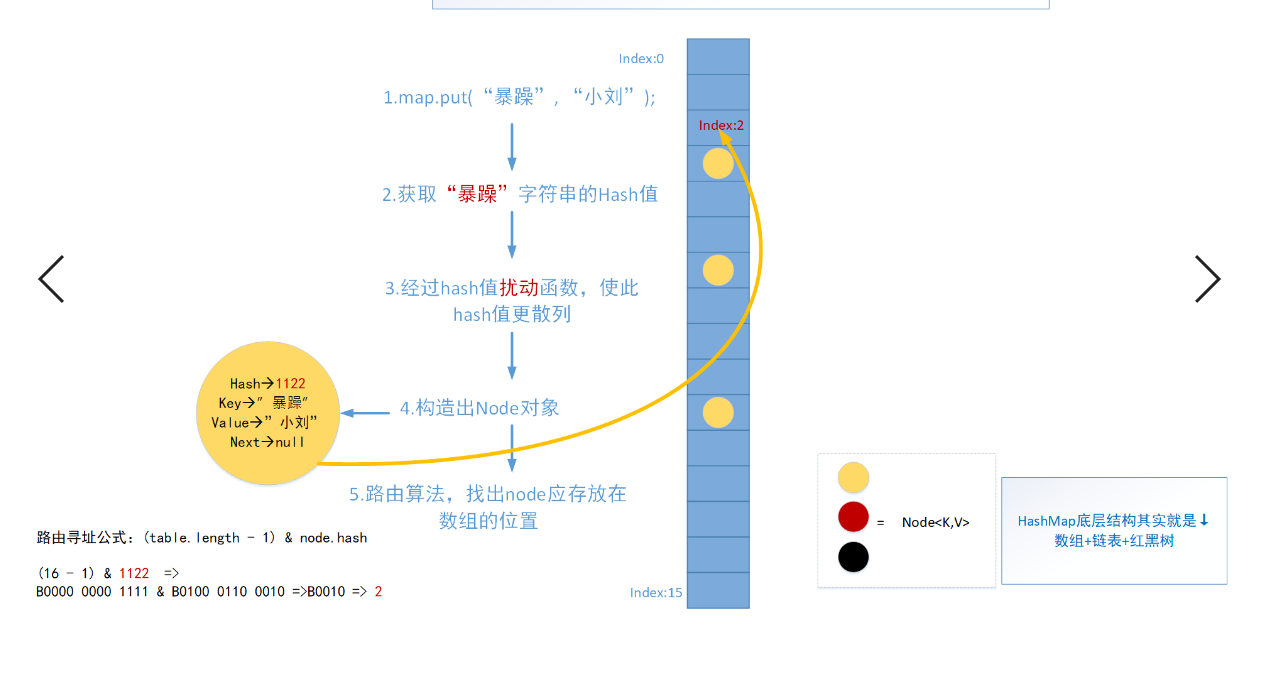 Index:0
1.map.put( “暴躁” , “小刘” );
Index:2
2.获取“暴躁”字符串的Hash值
3.经过hash值扰动函数，使此
hash值更散列
Hash→1122
Key→" 暴躁"
Value→" 小刘"
Next→null
4.构造出Node对象
5.路由算法，找出node应存放在
数组的位置
路由寻址公式：(table.length - 1) & node.hash
(16 - 1) & 1122 =>
B0000 0000 1111 & B0100 0110 0010 =>B0010 => 2
Index:15
= Node<K,V>
HashMap底层结构其实就是↓
数组+链表+红黑树